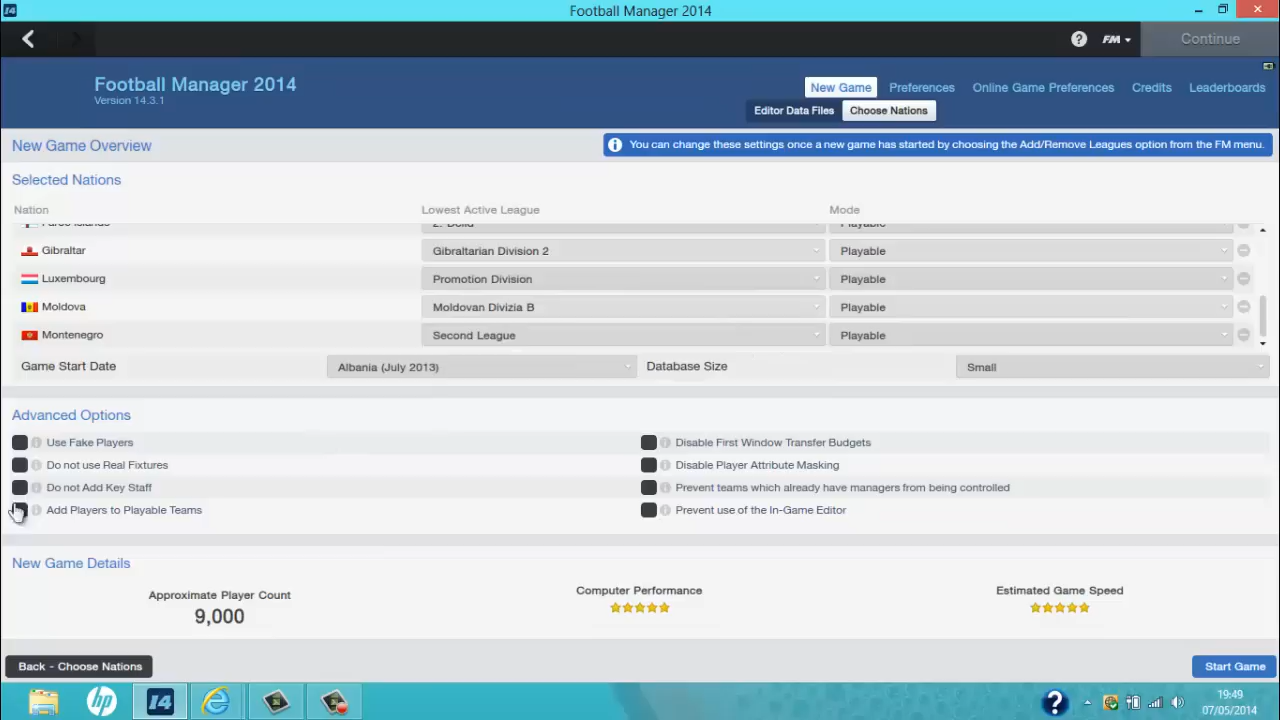 Football Manager 2014
FM
Continue
Football Manager 2014
Version 14.3.1
New Game Preferences Online Game Preferences Credits Leaderboards
Editor Data Files Choose Nations
New Game Overview
You can change these settings once a new game has started by choosing the Add/Remove Leagues option from the FM menu.
Selected Nations
Nation Lowest Active League Mode
Gibraltar Gibraltarian Division 2 Playable
Luxembourg Promotion Division Playable
Moldova Moldovan Divizia B Playable
Montenegro Second League Playable
Game Start Date Albania (July 2013) Database Size Small
Advanced Options
Use Fake Players Disable First Window Transfer Budgets
Do not use Real Fixtures Disable Player Attribute Masking
Do not Add Key Staff Prevent teams which already have managers from being controlled
Add Players to Playable Teams Prevent use of the In-Game Editor
New Game Details
Approximate Player Count Computer Performance Estimated Game Speed
9,000
Back - Choose Nations Start Game
19:49
07/05/2014